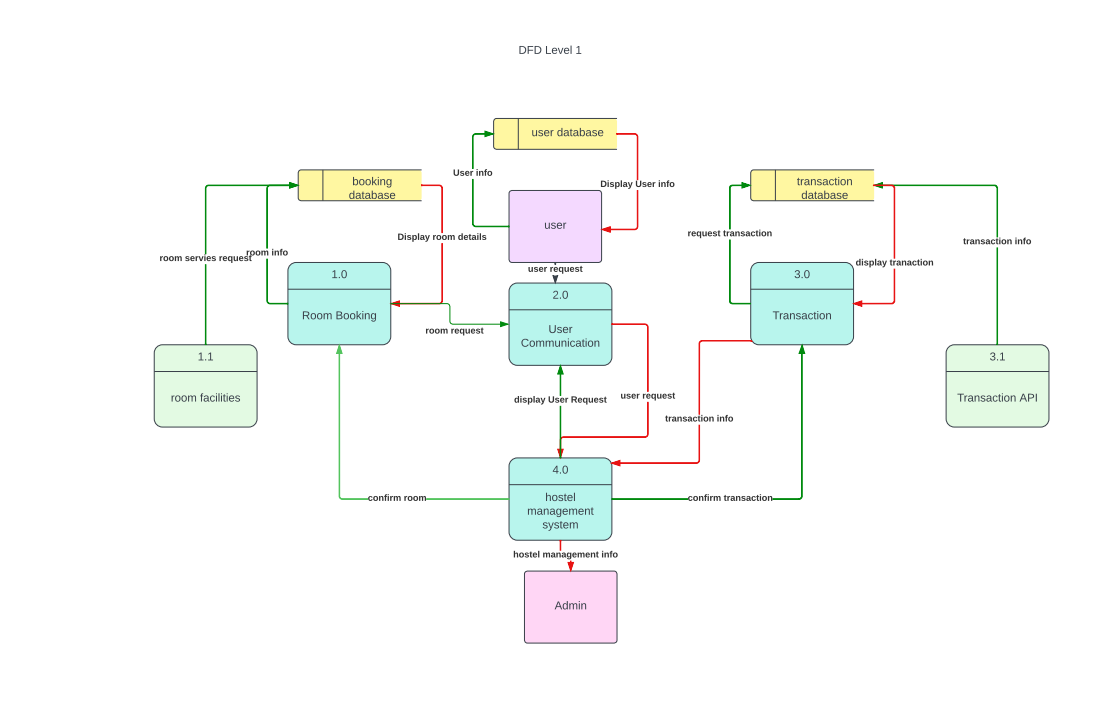 DFD Level 1
user database
User info
Display User info
booking
database
transaction
database
user
room servies request
room info
Display room details
request transaction
display tranaction
transaction info
user request
1.0
Room Booking
2.0
User
Communication
3.0
Transaction
room request
1.1
room facilities
3.1
Transaction API
display User Request
user request
transaction info
4.0
hostel
management
system
confirm room
confirm transaction
hostel management info
Admin